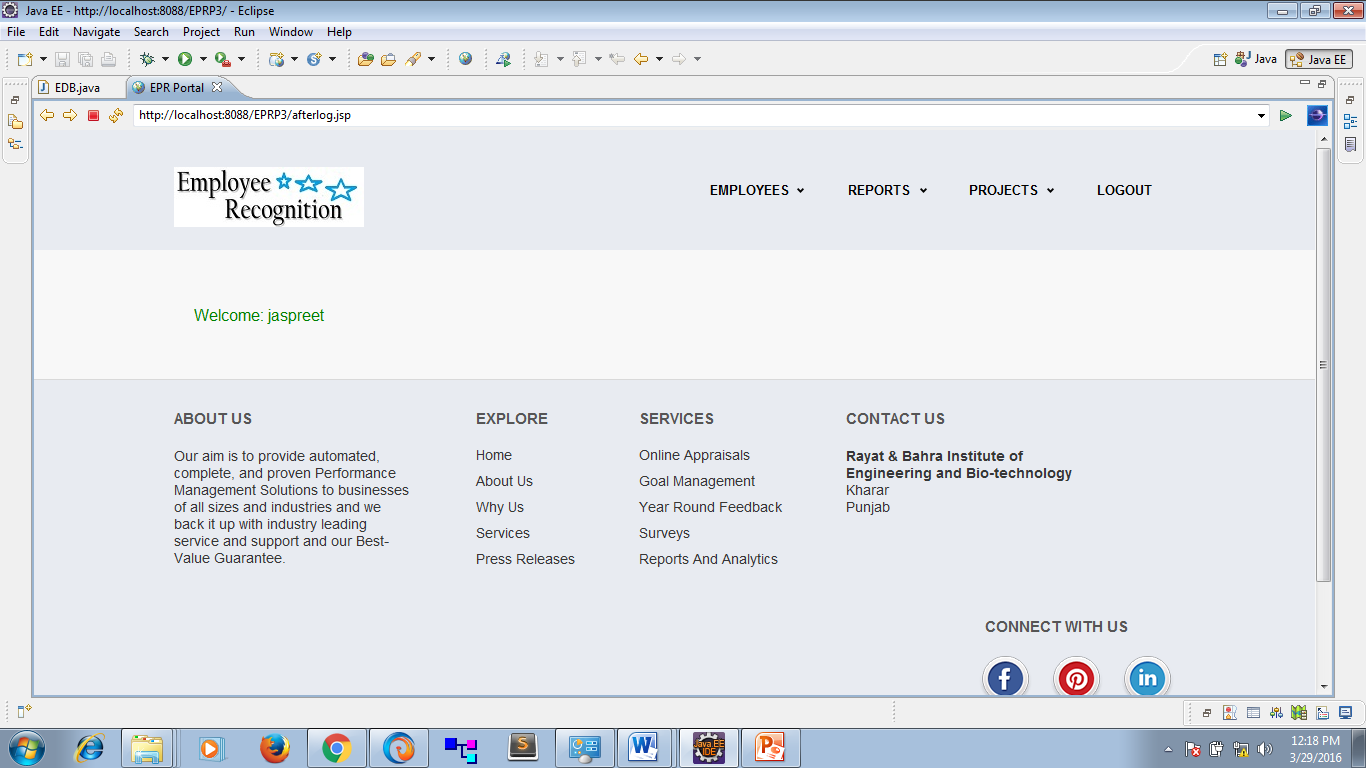 Java EE - http://localhost:8088/EPRP3/ - Eclipse
File Edit Navigate Search Project Run Window Help
Java Java EE
EDB.java EPR Portal
http://localhost:8088/EPRP3/afterlog.jsp
Employee
Recognition
EMPLOYEES REPORTS PROJECTS LOGOUT
Welcome: jaspreet
ABOUT US
Our aim is to provide automated,
complete, and proven Performance
Management Solutions to businesses
of all sizes and industries and we
back it up with industry leading
service and support and our Best-
Value Guarantee.
EXPLORE
Home
About Us
Why Us
Services
Press Releases
SERVICES
Online Appraisals
Goal Management
Year Round Feedback
Surveys
Reports And Analytics
CONTACT US
Rayat & Bahra Institute of
Engineering and Bio-technology
Kharar
Punjab
CONNECT WITH US
Java EE
IDE
12:18 PM
3/29/2016